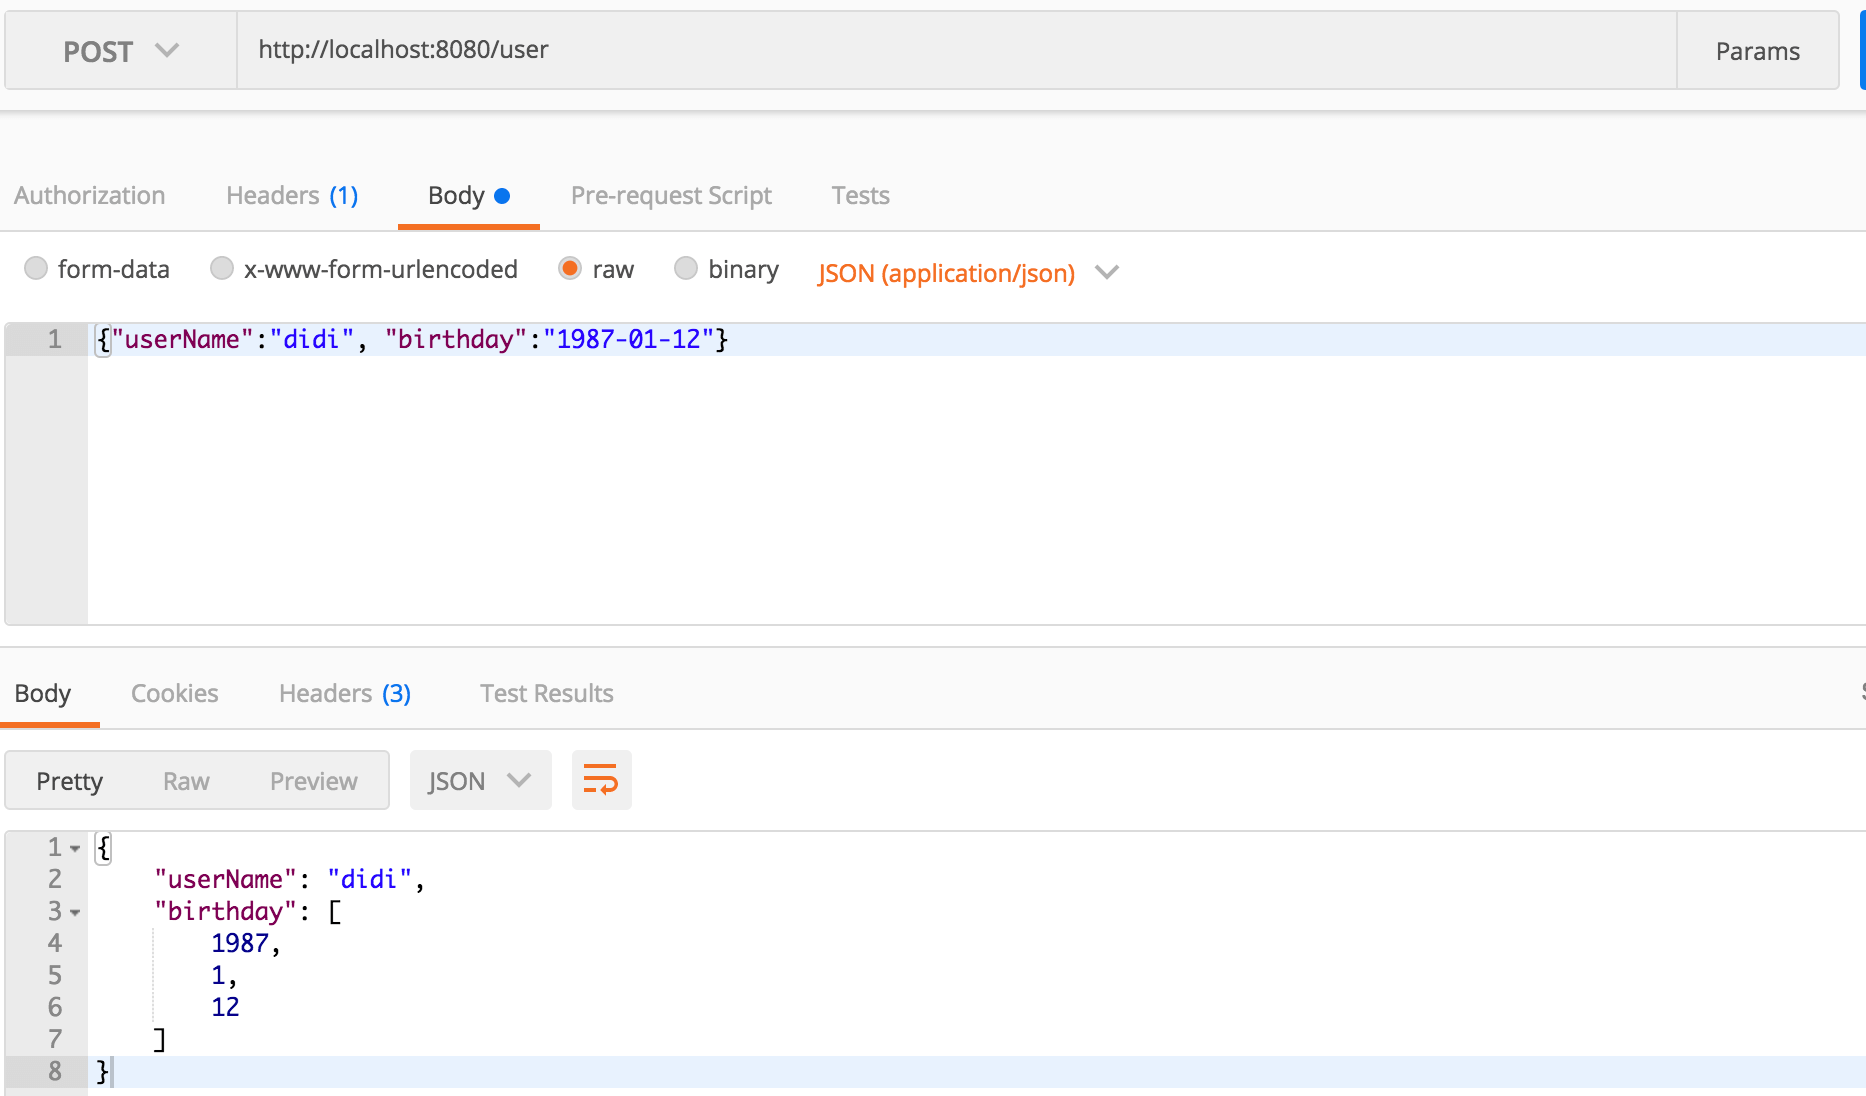 POST http://localhost:8080/user Params
Authorization Headers (1) Body Pre-request Script Tests
form-data x-www-form-urlencoded raw binary JSON (application/json)
1 {"userName":"didi", "birthday":"1987-01-12"}
Body Cookies Headers (3) Test Results
Pretty Raw Preview JSON
1 {
2 "userName": "didi",
3 "birthday": [
4 1987,
5 1,
6 12
7 ]
8 }